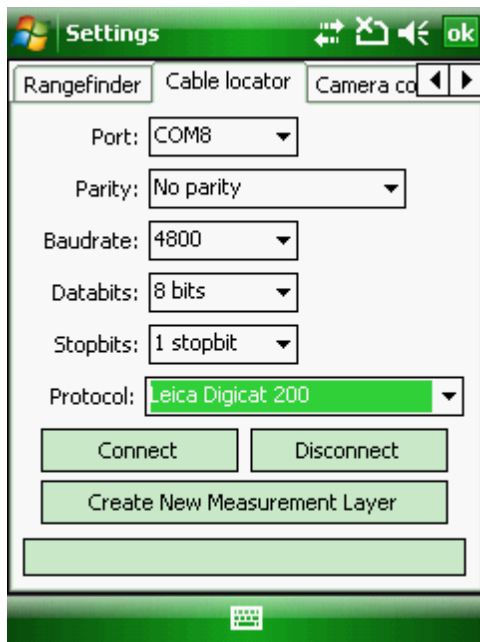 Settings ok
Rangefinder Cable locator Camera co
Port: COM8
Parity: No parity
Baudrate: 4800
Databits: 8 bits
Stopbits: 1 stopbit
Protocol: Leica Digicat 200
Connect Disconnect
Create New Measurement Layer